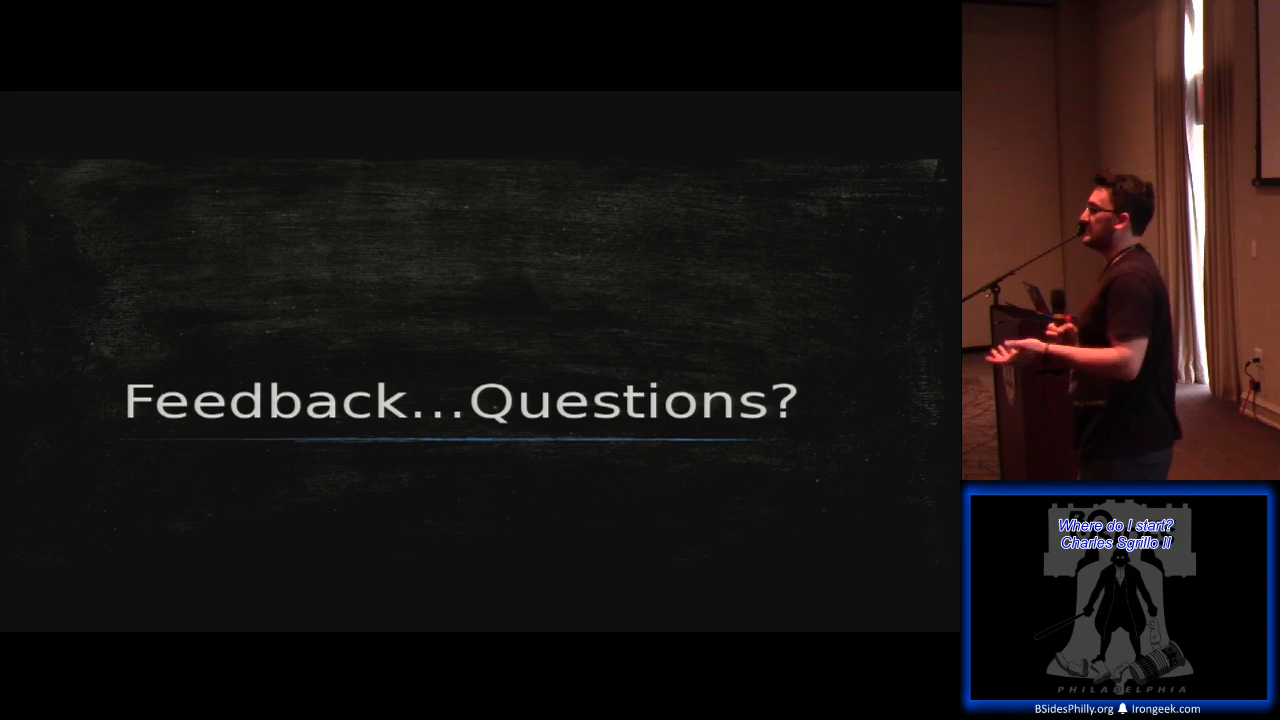 Feedback...Questions?
Where do I start?
Charles Sgrillo II
PHILADELPHIA
BSidesPhilly.org Irongeek.com